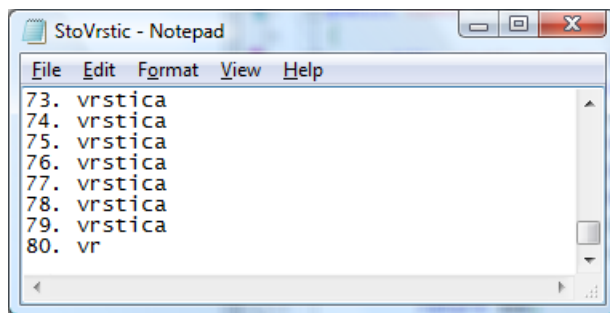 StoVrstic - Notepad
File Edit Format View Help
73. vrstica
74. vrstica
75. vrstica
76. vrstica
77. vrstica
78. vrstica
79. vrstica
80. vr